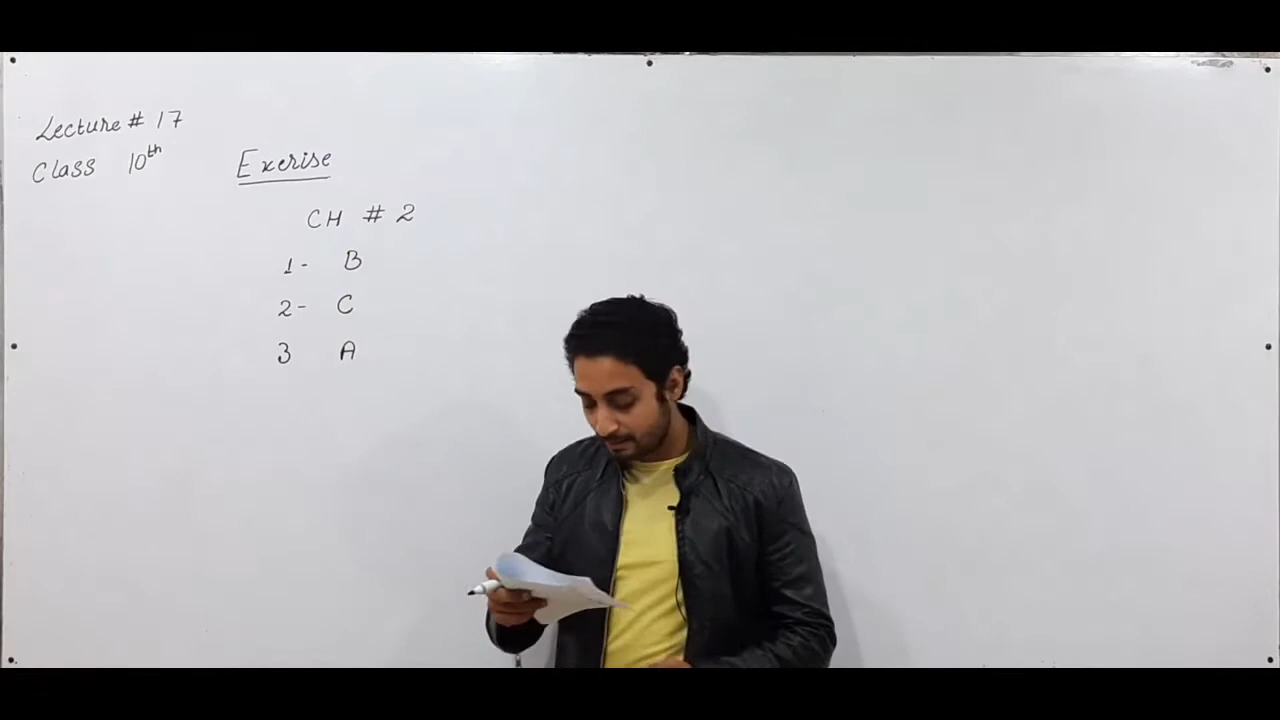 Lecture # 17
Class 10th
Exerise
CH # 2
1- B
2- C
3 A